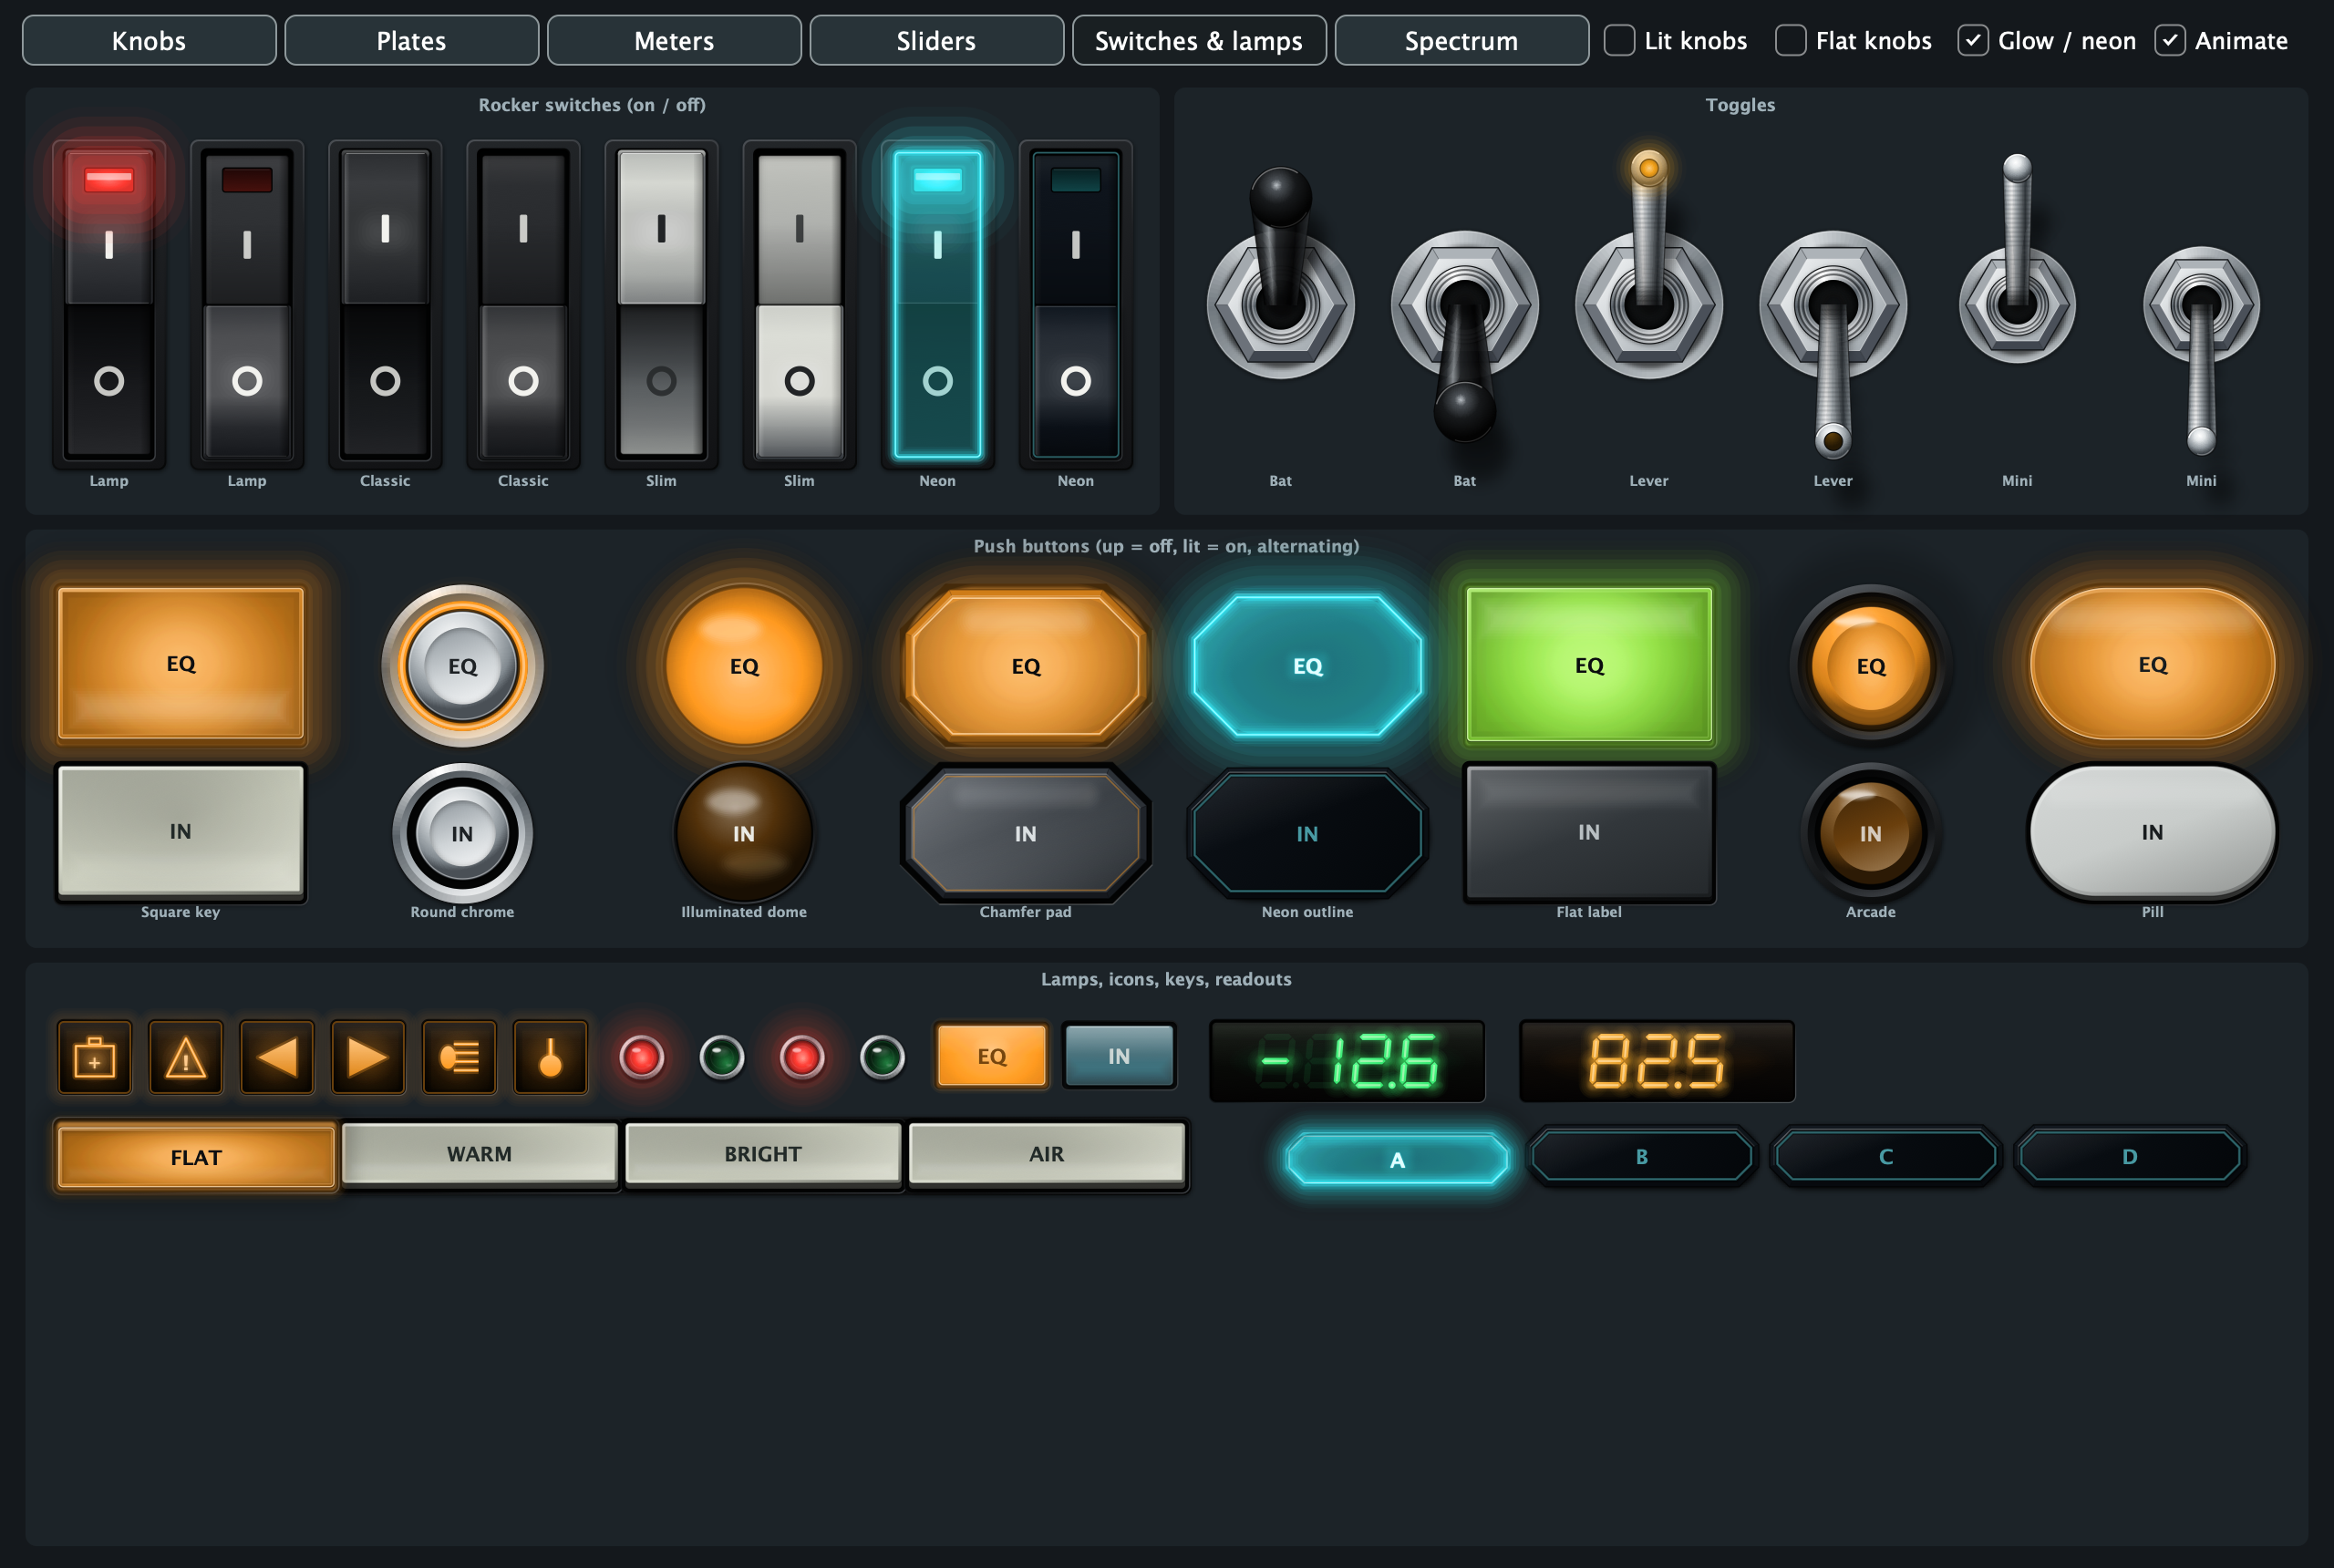 Knobs Plates Meters Sliders Switches & lamps Spectrum Lit knobs Flat knobs Glow / neon Animate
Rocker switches (on / off)
Lamp Lamp Classic Classic Slim Slim Neon Neon
Toggles
Bat Bat Lever Lever Mini Mini
Push buttons (up = off, lit = on, alternating)
EQ EQ EQ EQ EQ EQ EQ EQ
IN IN IN IN IN IN IN IN
Square key Round chrome Illuminated dome Chamfer pad Neon outline Flat label Arcade Pill
Lamps, icons, keys, readouts
EQ IN -12.6 82.5
FLAT WARM BRIGHT AIR A B C D